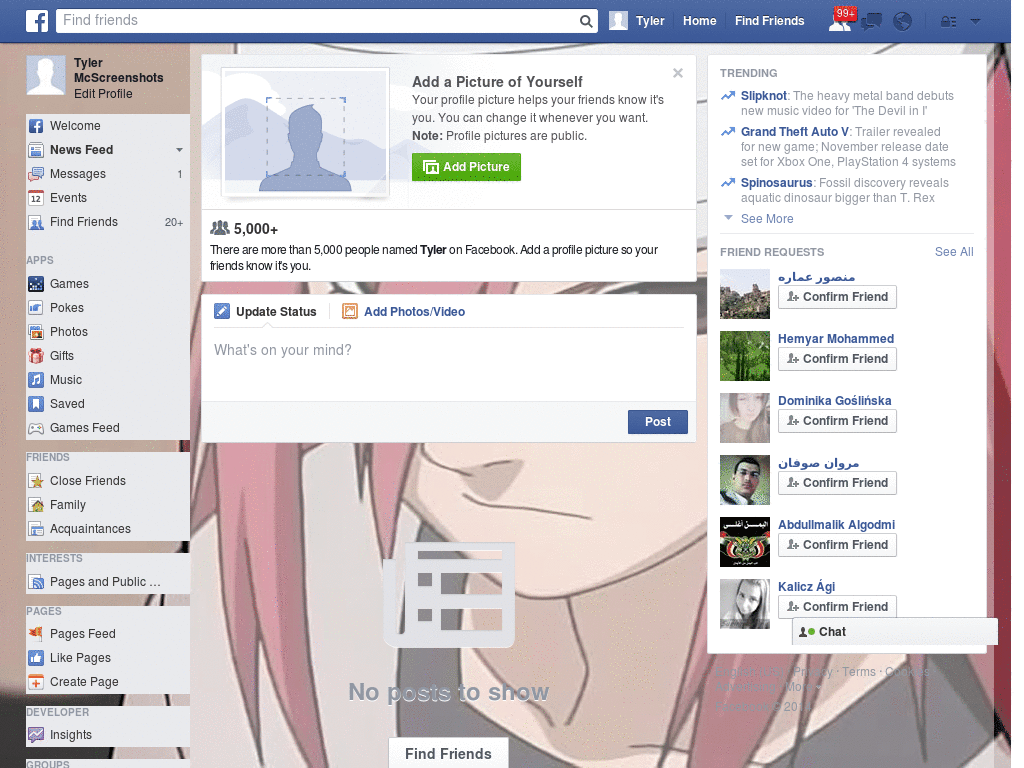 Find friends
Tyler
Home
Find Friends
99+
Tyler
McScreenshots
Edit Profile
Welcome
News Feed
Messages 1
Events
12
Find Friends 20+
APPS
Games
Pokes
Photos
Gifts
Music
Saved
Games Feed
FRIENDS
Close Friends
Family
Acquaintances
INTERESTS
Pages and Public ...
PAGES
Pages Feed
Like Pages
Create Page
DEVELOPER
Insights
GROUPS
Add a Picture of Yourself
Your profile picture helps your friends know it's
you. You can change it whenever you want.
Note: Profile pictures are public.
Add Picture
5,000+
There are more than 5,000 people named Tyler on Facebook. Add a profile picture so your
friends know it's you.
Update Status
Add Photos/Video
What's on your mind?
Post
No posts to show
Find Friends
TRENDING
Slipknot: The heavy metal band debuts
new music video for 'The Devil in I'
Grand Theft Auto V: Trailer revealed
for new game; November release date
set for Xbox One, PlayStation 4 systems
Spinosaurus: Fossil discovery reveals
aquatic dinosaur bigger than T. Rex
See More
FRIEND REQUESTS See All
منصور عماره
Confirm Friend
Hemyar Mohammed
Confirm Friend
Dominika Goślińska
Confirm Friend
مروان صوفان
Confirm Friend
Abdullmalik Algodmi
Confirm Friend
Kalicz Ági
Confirm Friend
Chat
Privacy · Terms · Cookies